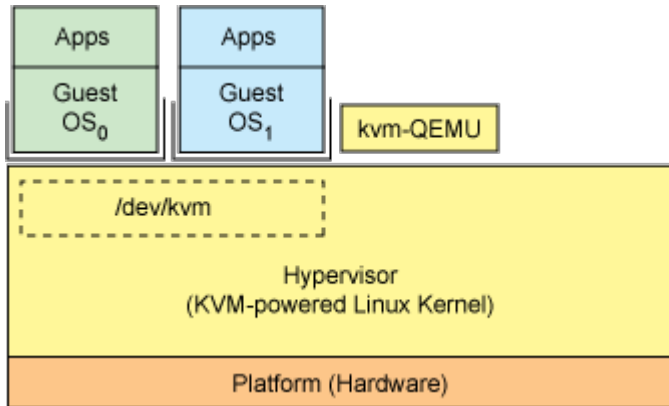 Apps
Apps
Guest
OS0
Guest
OS1
kvm-QEMU
/dev/kvm
Hypervisor
(KVM-powered Linux Kernel)
Platform (Hardware)